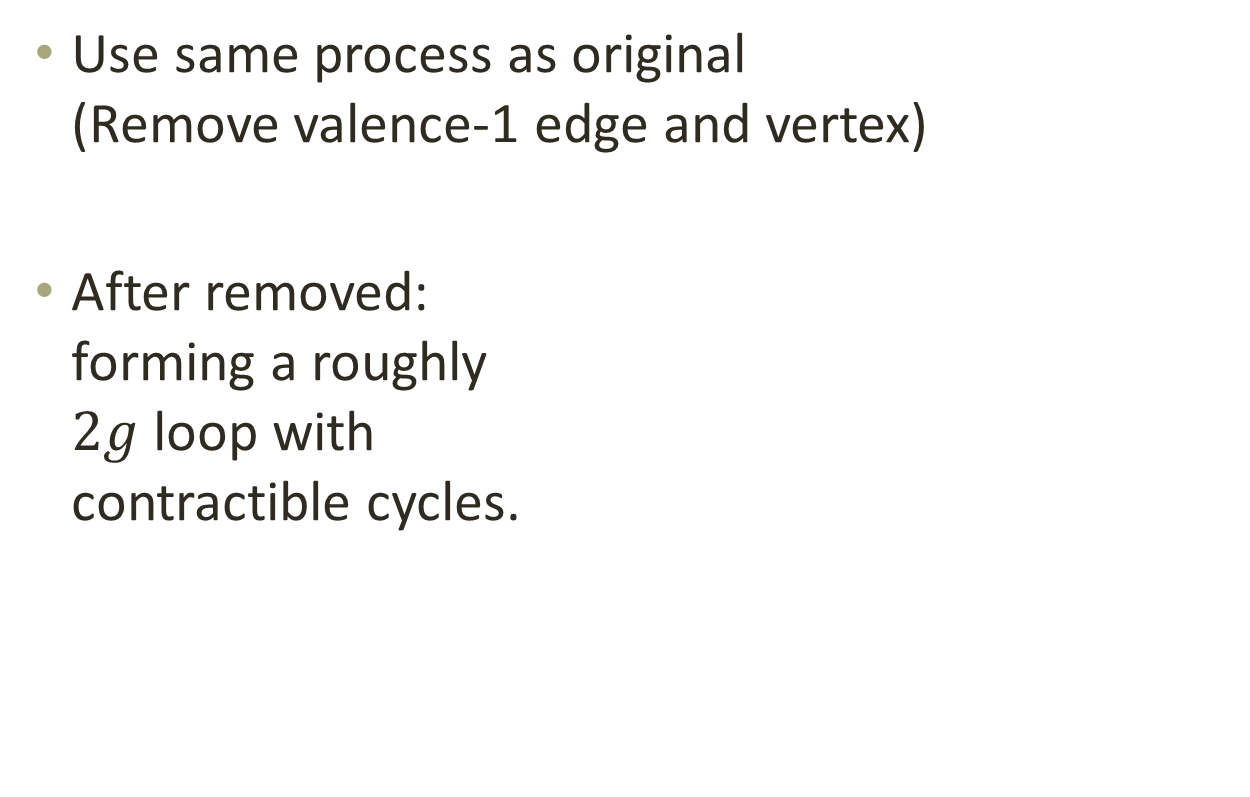 • Use same process as original
(Remove valence-1 edge and vertex)
• After removed:
forming a roughly
2g loop with
contractible cycles.